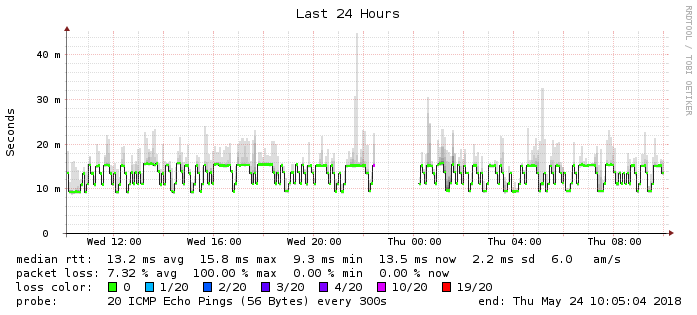 Last 24 Hours
RRDTOOL / TOBI OETIKER
Seconds
40 m
30 m
20 m
10 m
0
Wed 12:00 Wed 16:00 Wed 20:00 Thu 00:00 Thu 04:00 Thu 08:00
median rtt: 13.2 ms avg 15.8 ms max 9.3 ms min 13.5 ms now 2.2 ms sd 6.0 am/s
packet loss: 7.32 % avg 100.00 % max 0.00 % min 0.00 % now
loss color: 0 1/20 2/20 3/20 4/20 10/20 19/20
probe: 20 ICMP Echo Pings (56 Bytes) every 300s end: Thu May 24 10:05:04 2018